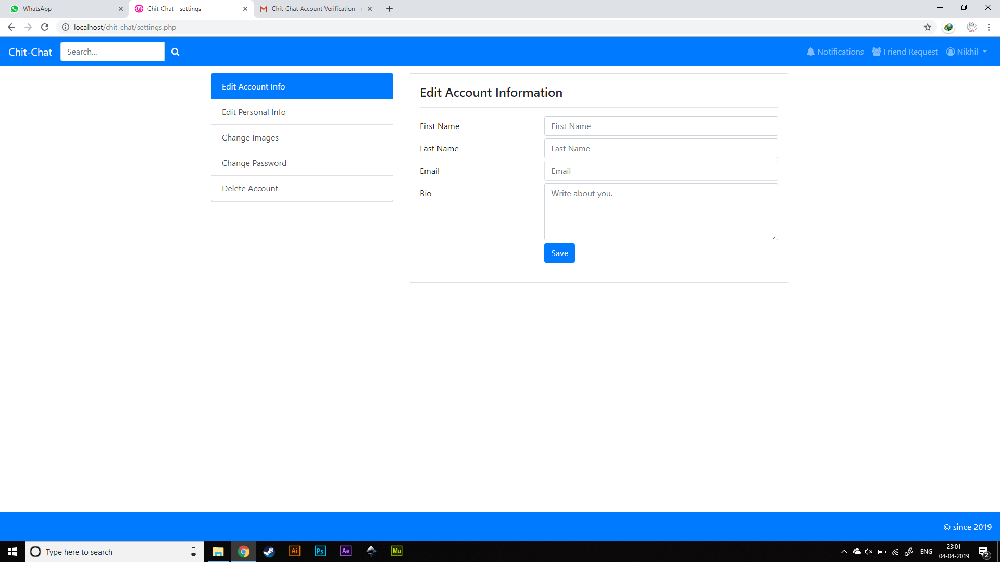 WhatsApp
Chit-Chat - settings
Chit-Chat Account Verification -
localhost/chit-chat/settings.php
Chit-Chat
Search...
Notifications
Friend Request
Nikhil
Edit Account Info
Edit Personal Info
Change Images
Change Password
Delete Account
Edit Account Information
First Name
First Name
Last Name
Last Name
Email
Email
Bio
Write about you.
Save
© since 2019
Type here to search
Ai
Ps
Ae
Mu
ENG
23:01
04-04-2019
2